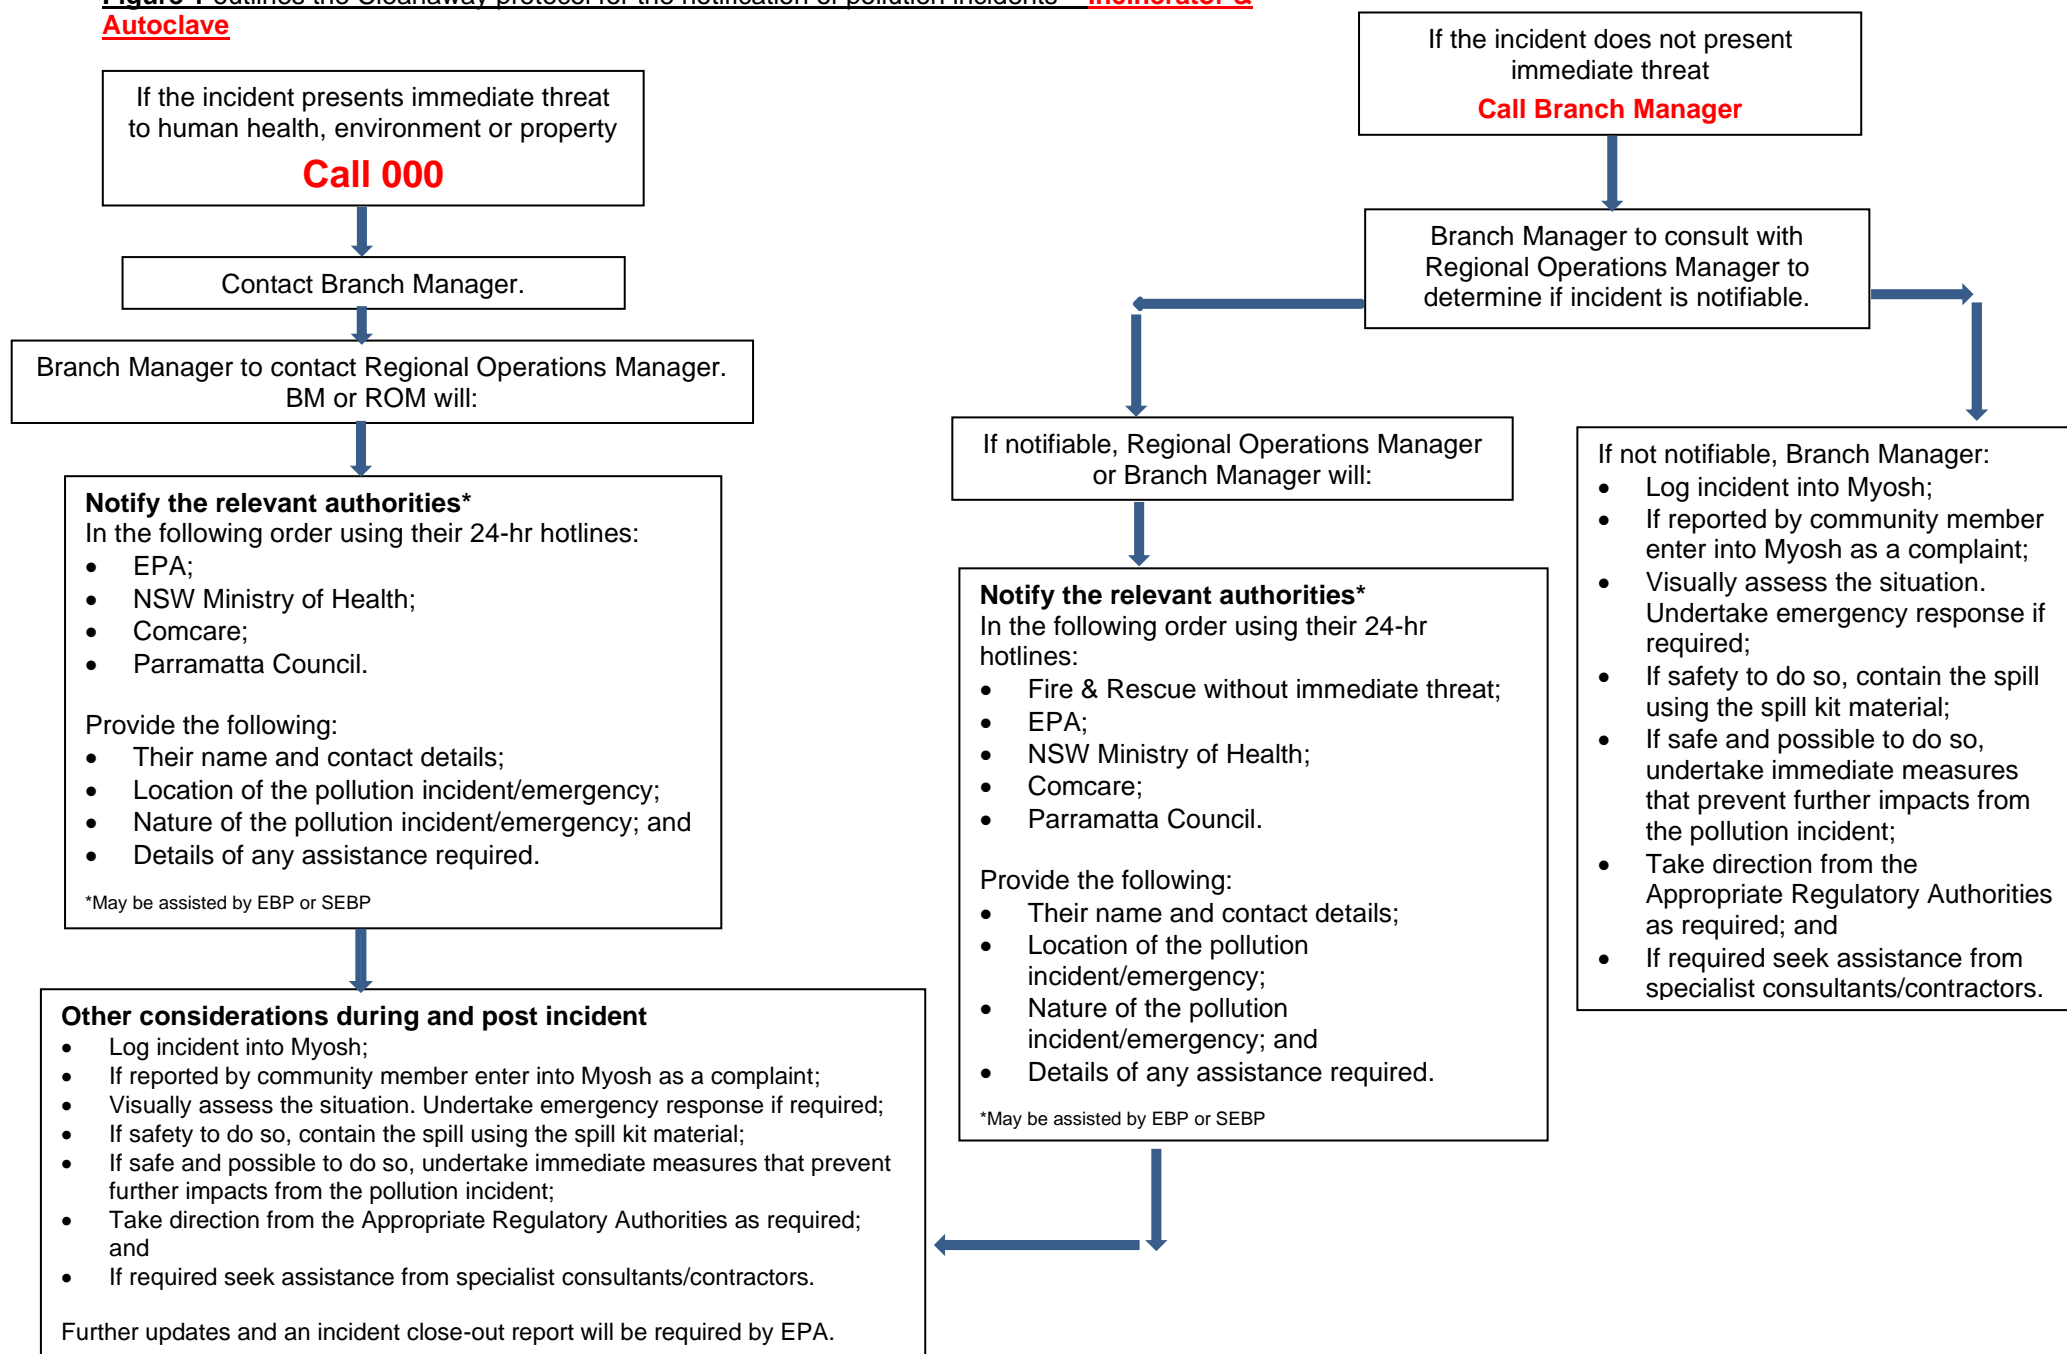 Figure 1 outlines the Cleanaway protocol for the notification of pollution incidents – Incinerator &
Autoclave
If the incident presents immediate threat
to human health, environment or property
Call 000
Contact Branch Manager.
Branch Manager to contact Regional Operations Manager.
BM or ROM will:
Notify the relevant authorities*
In the following order using their 24-hr hotlines:
• EPA;
• NSW Ministry of Health;
• Comcare;
• Parramatta Council.
Provide the following:
• Their name and contact details;
• Location of the pollution incident/emergency;
• Nature of the pollution incident/emergency; and
• Details of any assistance required.
*May be assisted by EBP or SEBP
Other considerations during and post incident
• Log incident into Myosh;
• If reported by community member enter into Myosh as a complaint;
• Visually assess the situation. Undertake emergency response if required;
• If safety to do so, contain the spill using the spill kit material;
• If safe and possible to do so, undertake immediate measures that prevent
further impacts from the pollution incident;
• Take direction from the Appropriate Regulatory Authorities as required;
and
• If required seek assistance from specialist consultants/contractors.
Further updates and an incident close-out report will be required by EPA.
If the incident does not present
immediate threat
Call Branch Manager
Branch Manager to consult with
Regional Operations Manager to
determine if incident is notifiable.
If notifiable, Regional Operations Manager
or Branch Manager will:
Notify the relevant authorities*
In the following order using their 24-hr
hotlines:
• Fire & Rescue without immediate threat;
• EPA;
• NSW Ministry of Health;
• Comcare;
• Parramatta Council.
Provide the following:
• Their name and contact details;
• Location of the pollution
incident/emergency;
• Nature of the pollution
incident/emergency; and
• Details of any assistance required.
*May be assisted by EBP or SEBP
If not notifiable, Branch Manager:
• Log incident into Myosh;
• If reported by community member
enter into Myosh as a complaint;
• Visually assess the situation.
Undertake emergency response if
required;
• If safety to do so, contain the spill
using the spill kit material;
• If safe and possible to do so,
undertake immediate measures
that prevent further impacts from
the pollution incident;
• Take direction from the
Appropriate Regulatory Authorities
as required; and
• If required seek assistance from
specialist consultants/contractors.